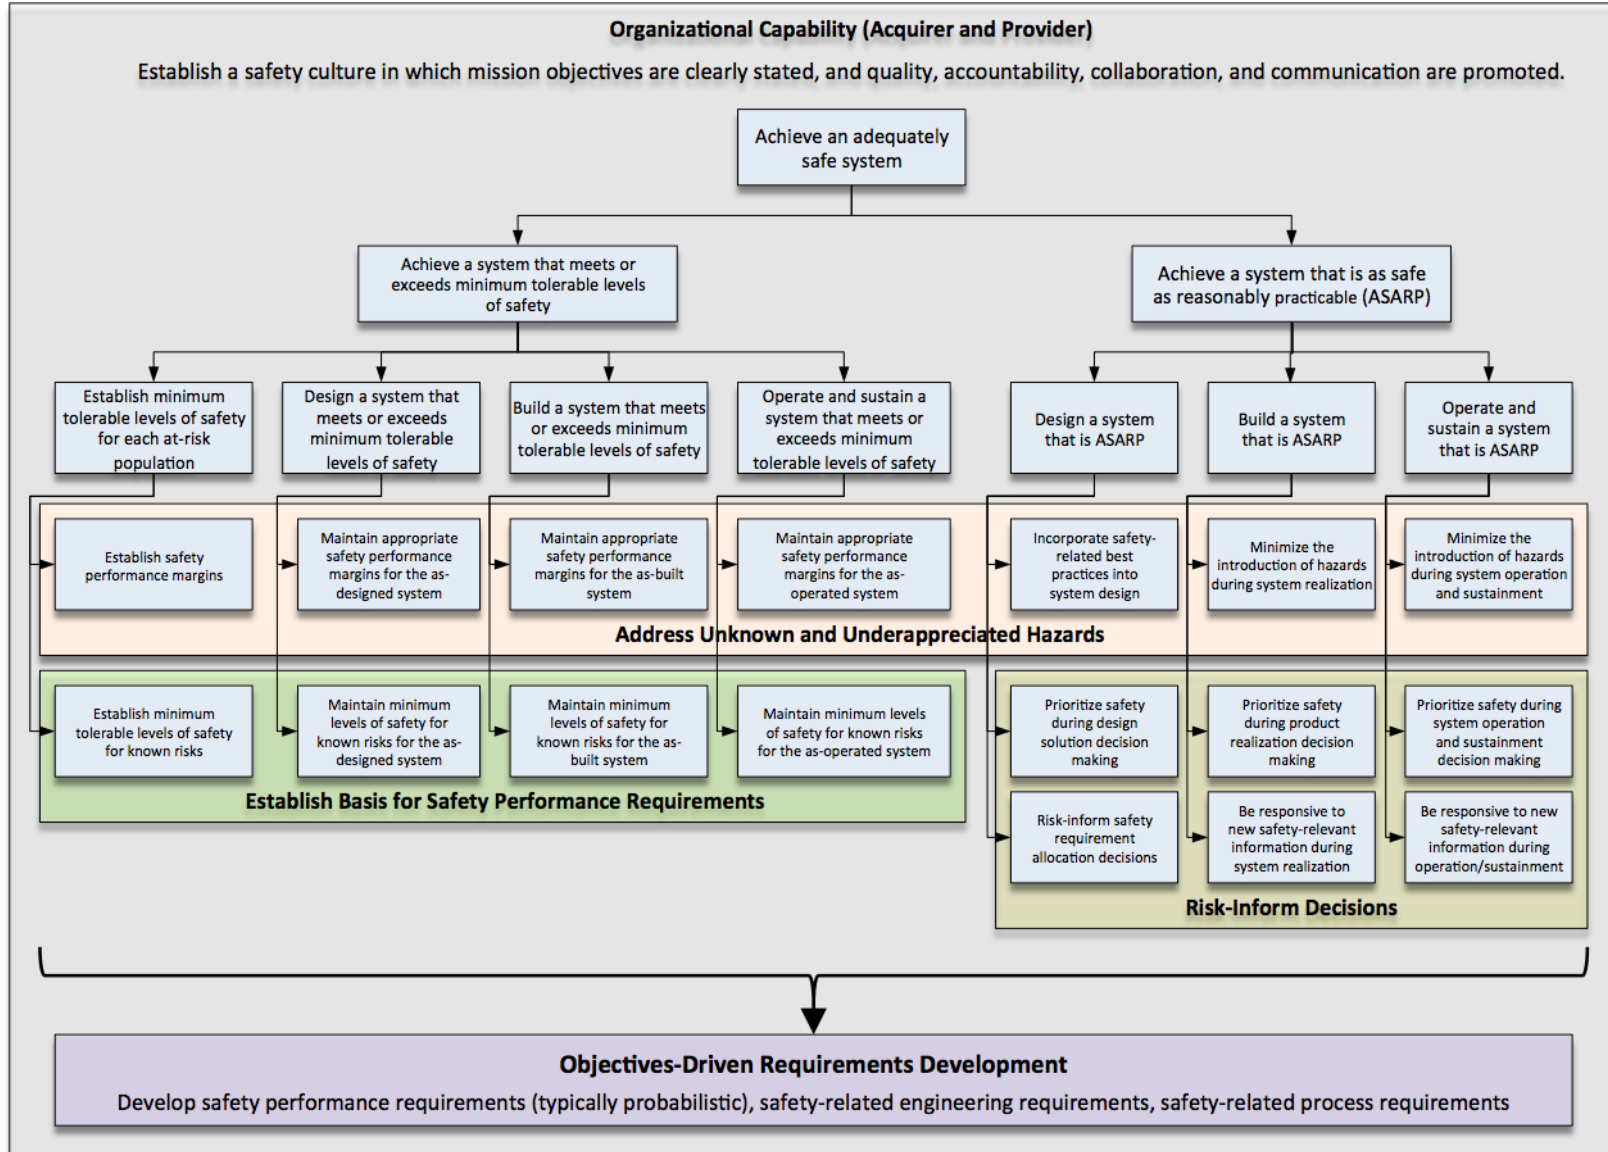 Organizational Capability (Acquirer and Provider)
Establish a safety culture in which mission objectives are clearly stated, and quality, accountability, collaboration, and communication are promoted.
Achieve an adequately
safe system
Achieve a system that meets or
exceeds minimum tolerable levels
of safety
Achieve a system that is as safe
as reasonably practicable (ASARP)
Establish minimum
tolerable levels of safety
for each at-risk
population
Design a system that
meets or exceeds
minimum tolerable
levels of safety
Build a system that meets
or exceeds minimum
tolerable levels of safety
Operate and sustain a
system that meets or
exceeds minimum
tolerable levels of safety
Design a system
that is ASARP
Build a system
that is ASARP
Operate and
sustain a system
that is ASARP
Establish safety
performance margins
Maintain appropriate
safety performance
margins for the as-
designed system
Maintain appropriate
safety performance
margins for the as-built
system
Maintain appropriate
safety performance
margins for the as-
operated system
Incorporate safety-
related best
practices into
system design
Minimize the
introduction of hazards
during system realization
Minimize the
introduction of hazards
during system operation
and sustainment
Address Unknown and Underappreciated Hazards
Establish minimum
tolerable levels of safety
for known risks
Maintain minimum
levels of safety for
known risks for the as-
designed system
Maintain minimum
levels of safety for
known risks for the as-
built system
Maintain minimum levels
of safety for known risks
for the as-operated system
Establish Basis for Safety Performance Requirements
Prioritize safety
during design
solution decision
making
Prioritize safety
during product
realization decision
making
Prioritize safety during
system operation
and sustainment
decision making
Risk-inform safety
requirement
allocation decisions
Be responsive to
new safety-relevant
information during
system realization
Be responsive to new
safety-relevant
information during
operation/sustainment
Risk-Inform Decisions
Objectives-Driven Requirements Development
Develop safety performance requirements (typically probabilistic), safety-related engineering requirements, safety-related process requirements